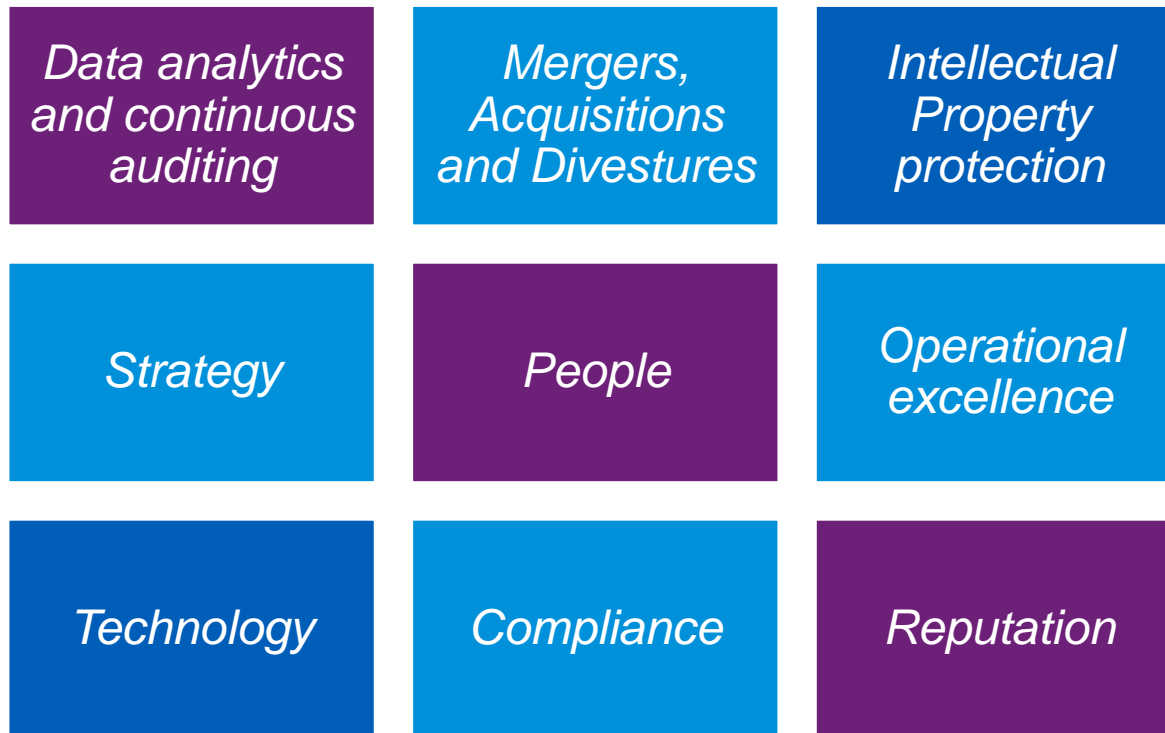 Data analytics
and continuous
auditing
Mergers,
Acquisitions
and Divestures
Intellectual
Property
protection
Strategy
People
Operational
excellence
Technology
Compliance
Reputation